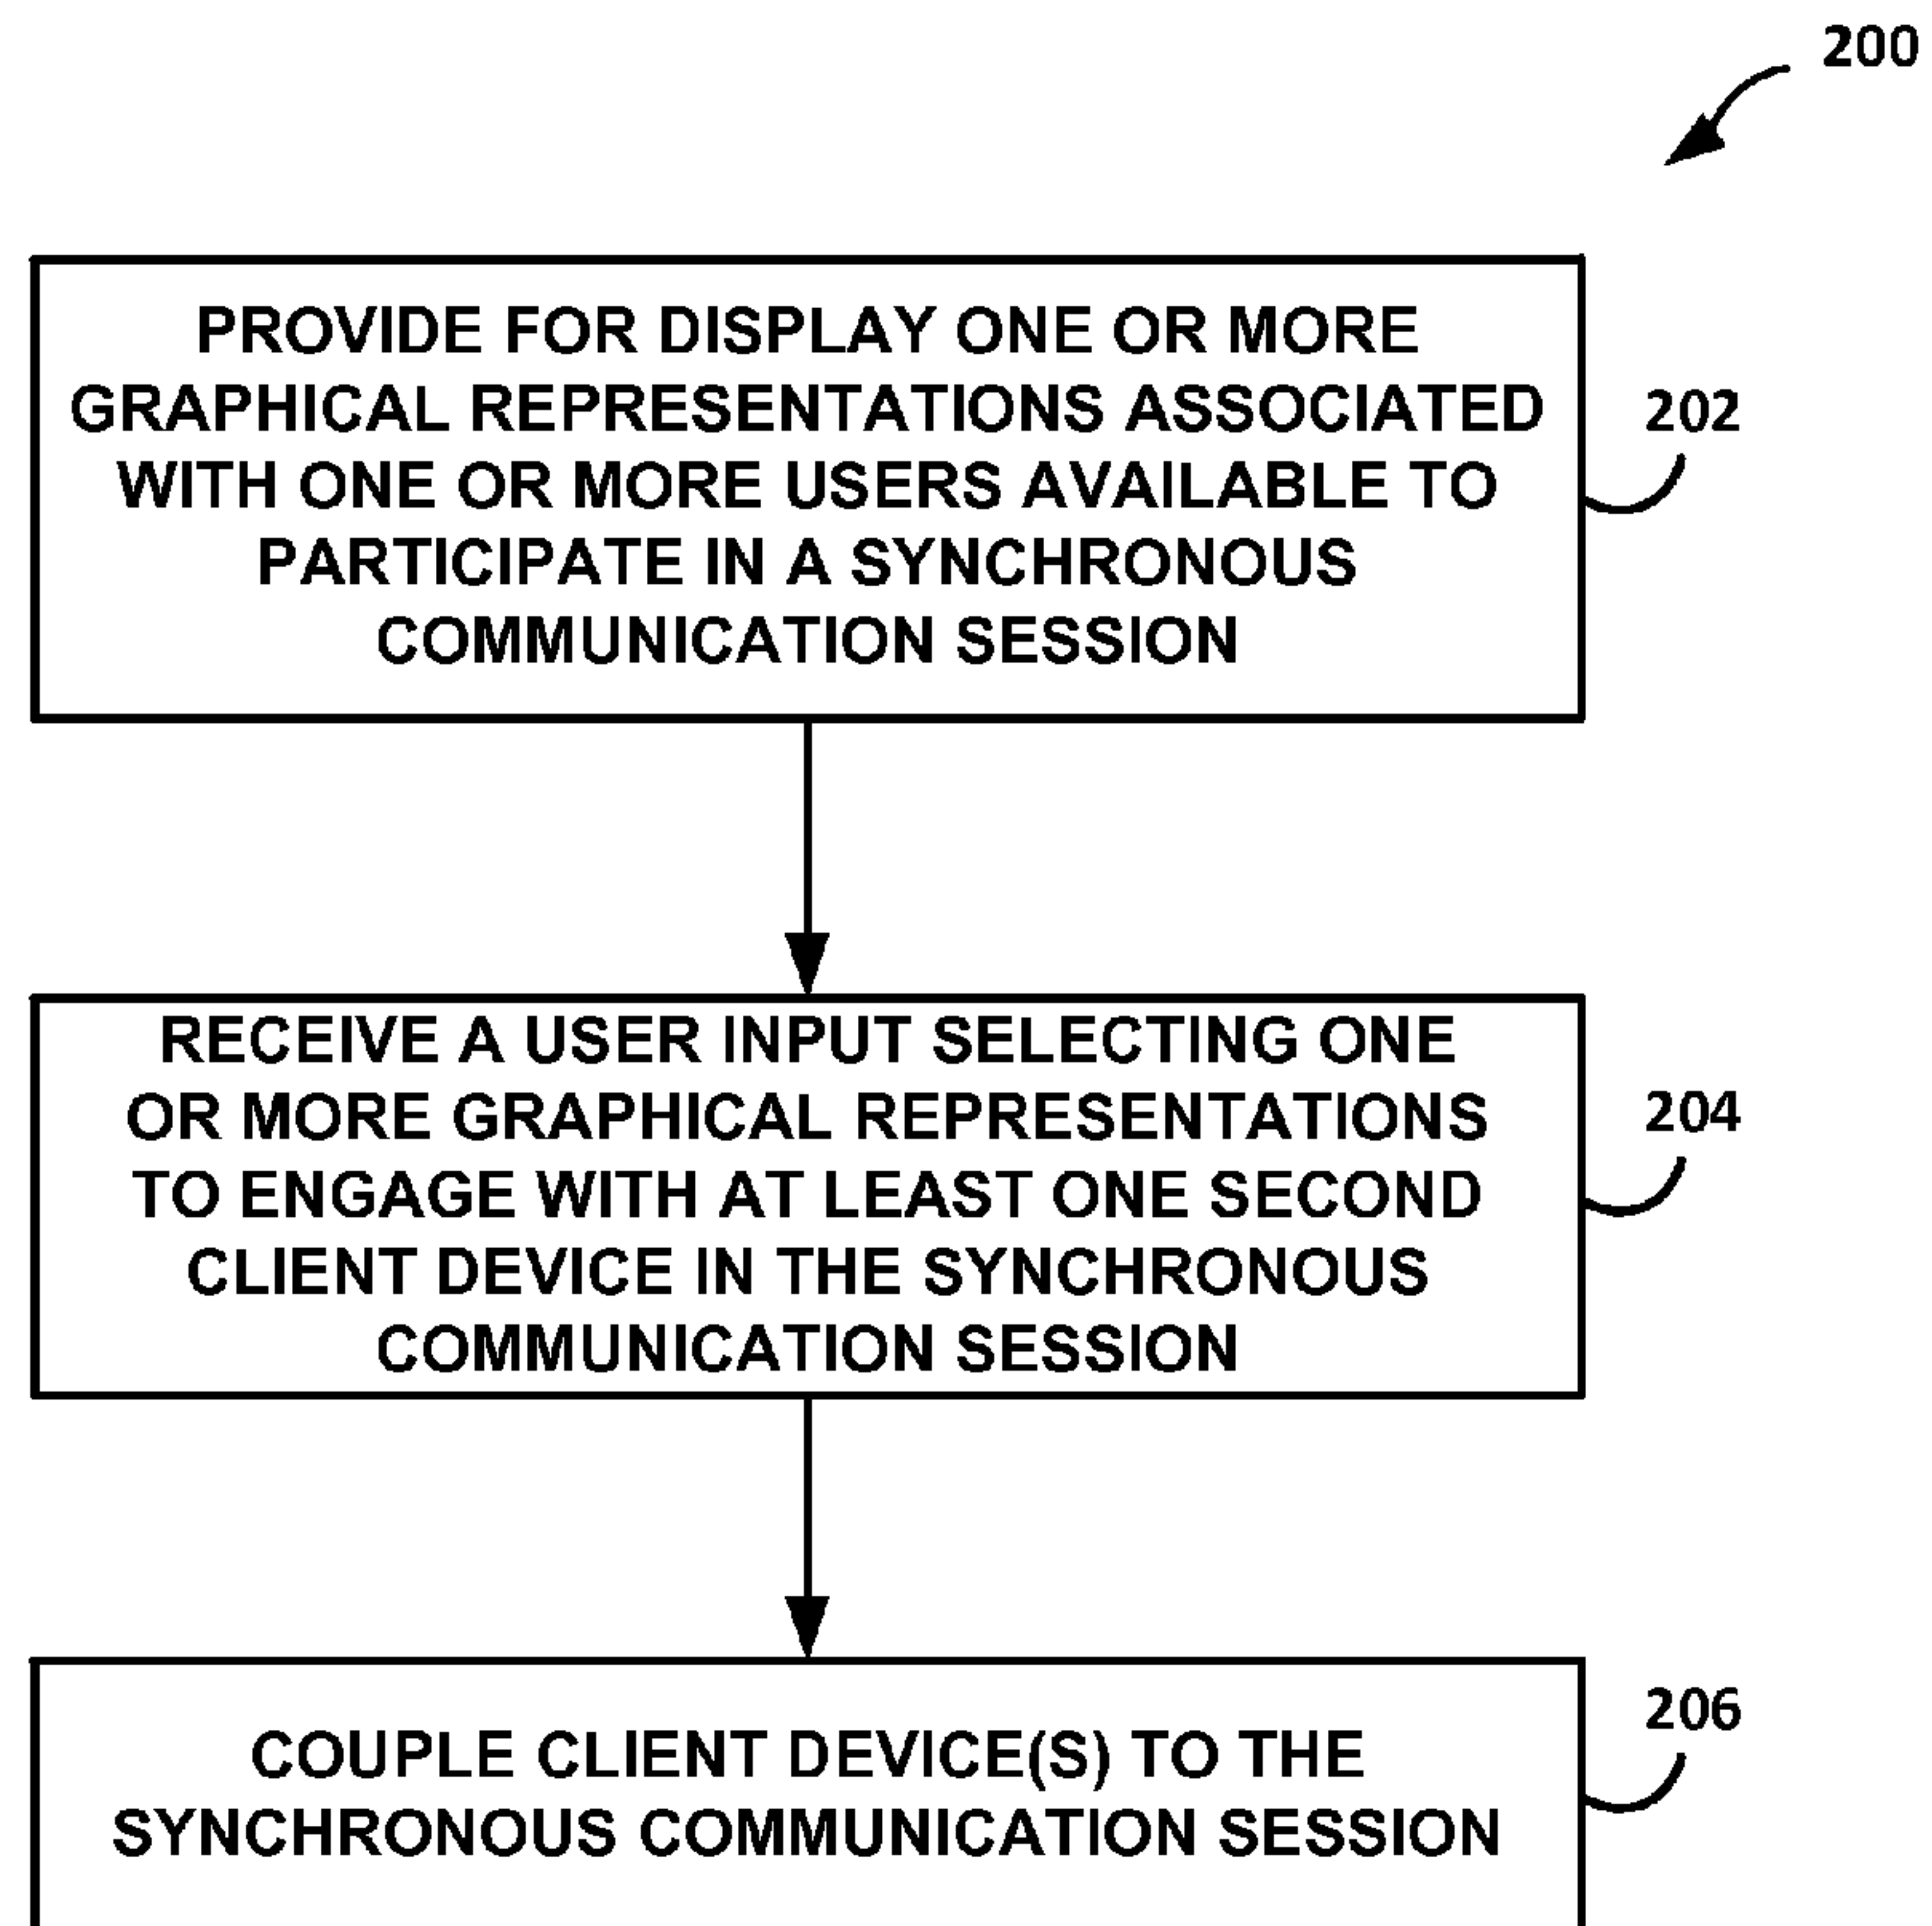 200
PROVIDE FOR DISPLAY ONE OR MORE
GRAPHICAL REPRESENTATIONS ASSOCIATED
WITH ONE OR MORE USERS AVAILABLE TO
PARTICIPATE IN A SYNCHRONOUS
COMMUNICATION SESSION
202
RECEIVE A USER INPUT SELECTING ONE
OR MORE GRAPHICAL REPRESENTATIONS
TO ENGAGE WITH AT LEAST ONE SECOND
CLIENT DEVICE IN THE SYNCHRONOUS
COMMUNICATION SESSION
204
COUPLE CLIENT DEVICE(S) TO THE
SYNCHRONOUS COMMUNICATION SESSION
206